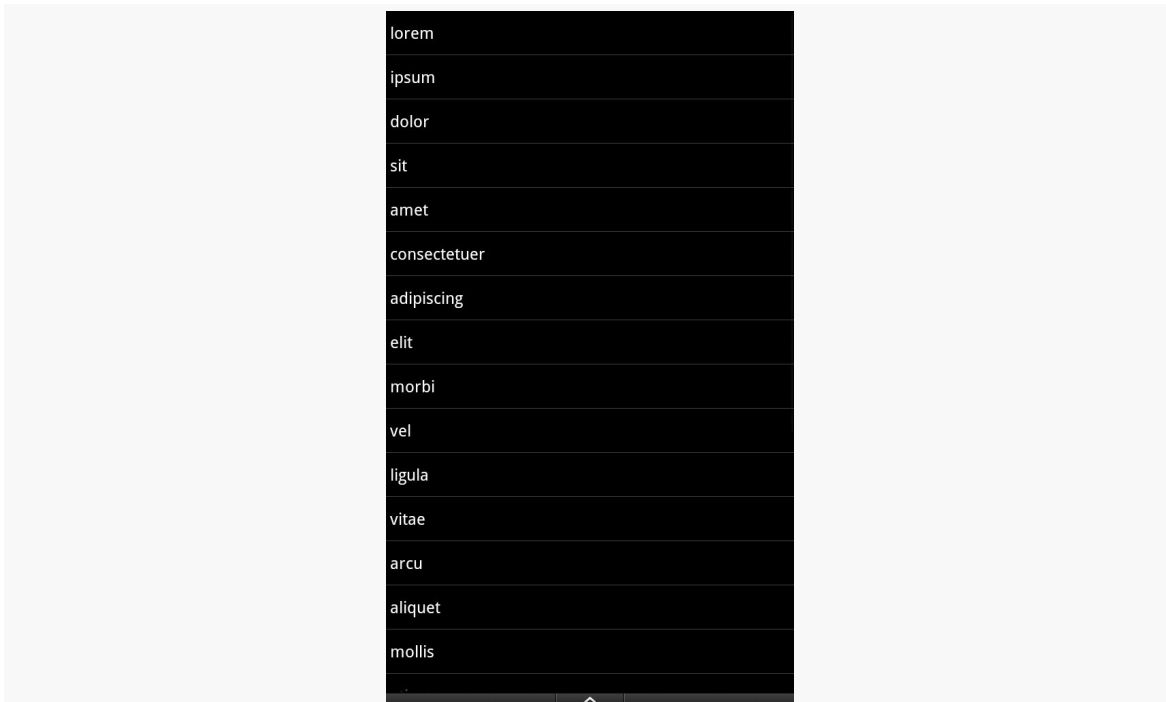 lorem
ipsum
dolor
sit
amet
consectetuer
adipiscing
elit
morbi
vel
ligula
vitae
arcu
aliquet
mollis